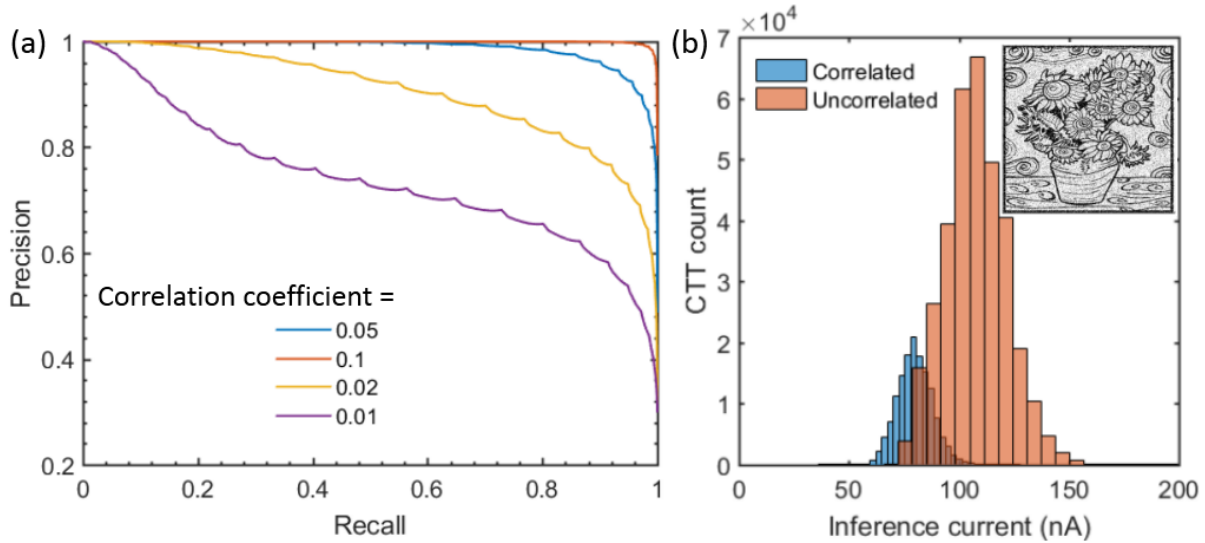 (a)
1
0.8
0.6
0.4
0.2
0 0.2 0.4 0.6 0.8 1
Precision
Recall
Correlation coefficient =
0.05
0.1
0.02
0.01
(b)
×10⁴
7
6
5
4
3
2
1
0
0 50 100 150 200
CTT count
Inference current (nA)
Correlated
Uncorrelated